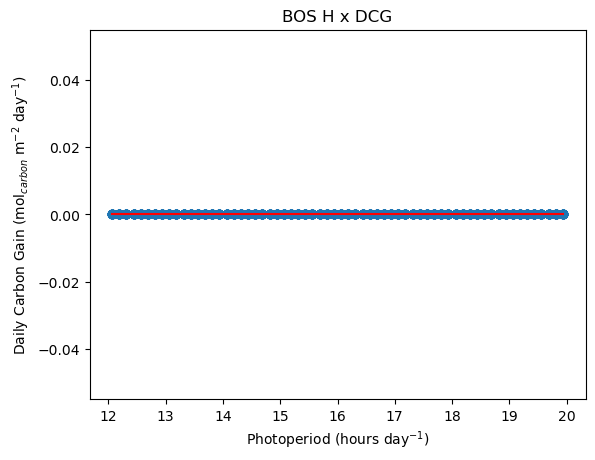 BOS H x DCG
0.04
0.02
0.00
−0.02
−0.04
Daily Carbon Gain (mol_{carbon} m^{−2} day^{−1})
12 13 14 15 16 17 18 19 20
Photoperiod (hours day^{−1})